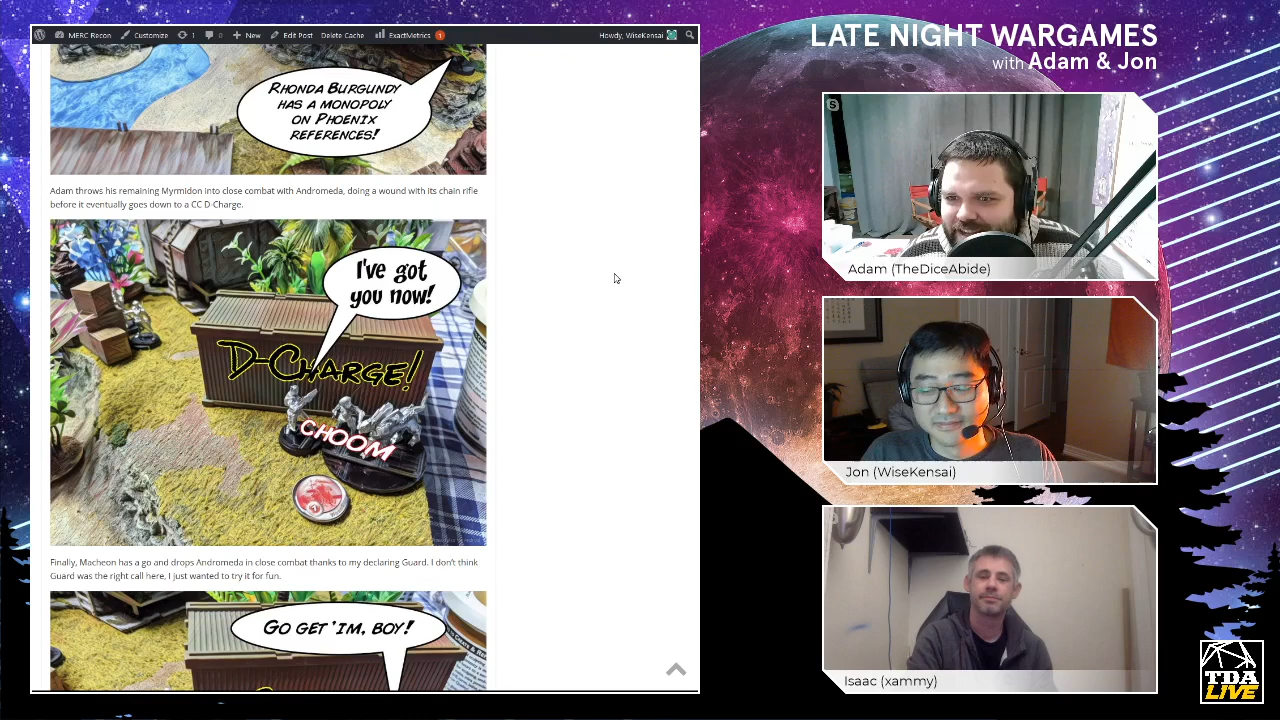 MERC Recon Customize 1 0 New Edit Post Delete Cache ExactMetrics 1 Howdy, WiseKensai
RHONDA BURGUNDY
HAS A MONOPOLY
ON PHOENIX
REFERENCES!
Adam throws his remaining Myrmidon into close combat with Andromeda, doing a wound with its chain rifle
before it eventually goes down to a CC D-Charge.
I've got
you now!
D-CHARGE!
CHOOM
Finally, Macheon has a go and drops Andromeda in close combat thanks to my declaring Guard. I don't think
Guard was the right call here, I just wanted to try it for fun.
GO GET 'IM, BOY!
LATE NIGHT WARGAMES
with Adam & Jon
S
Adam (TheDiceAbide)
Jon (WiseKensai)
Isaac (xammy)
TDA
LIVE